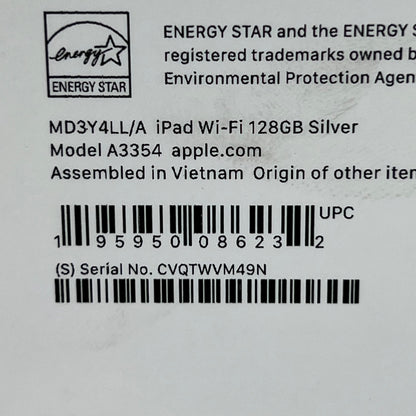 ENERGY STAR and the ENERGY S
energy
registered trademarks owned b
ENERGY STAR
Environmental Protection Agen
MD3Y4LL/A iPad Wi-Fi 128GB Silver
Model A3354 apple.com
Assembled in Vietnam Origin of other iten
UPC
1 95950 08623 2
(S) Serial No. CVQTWVM49N